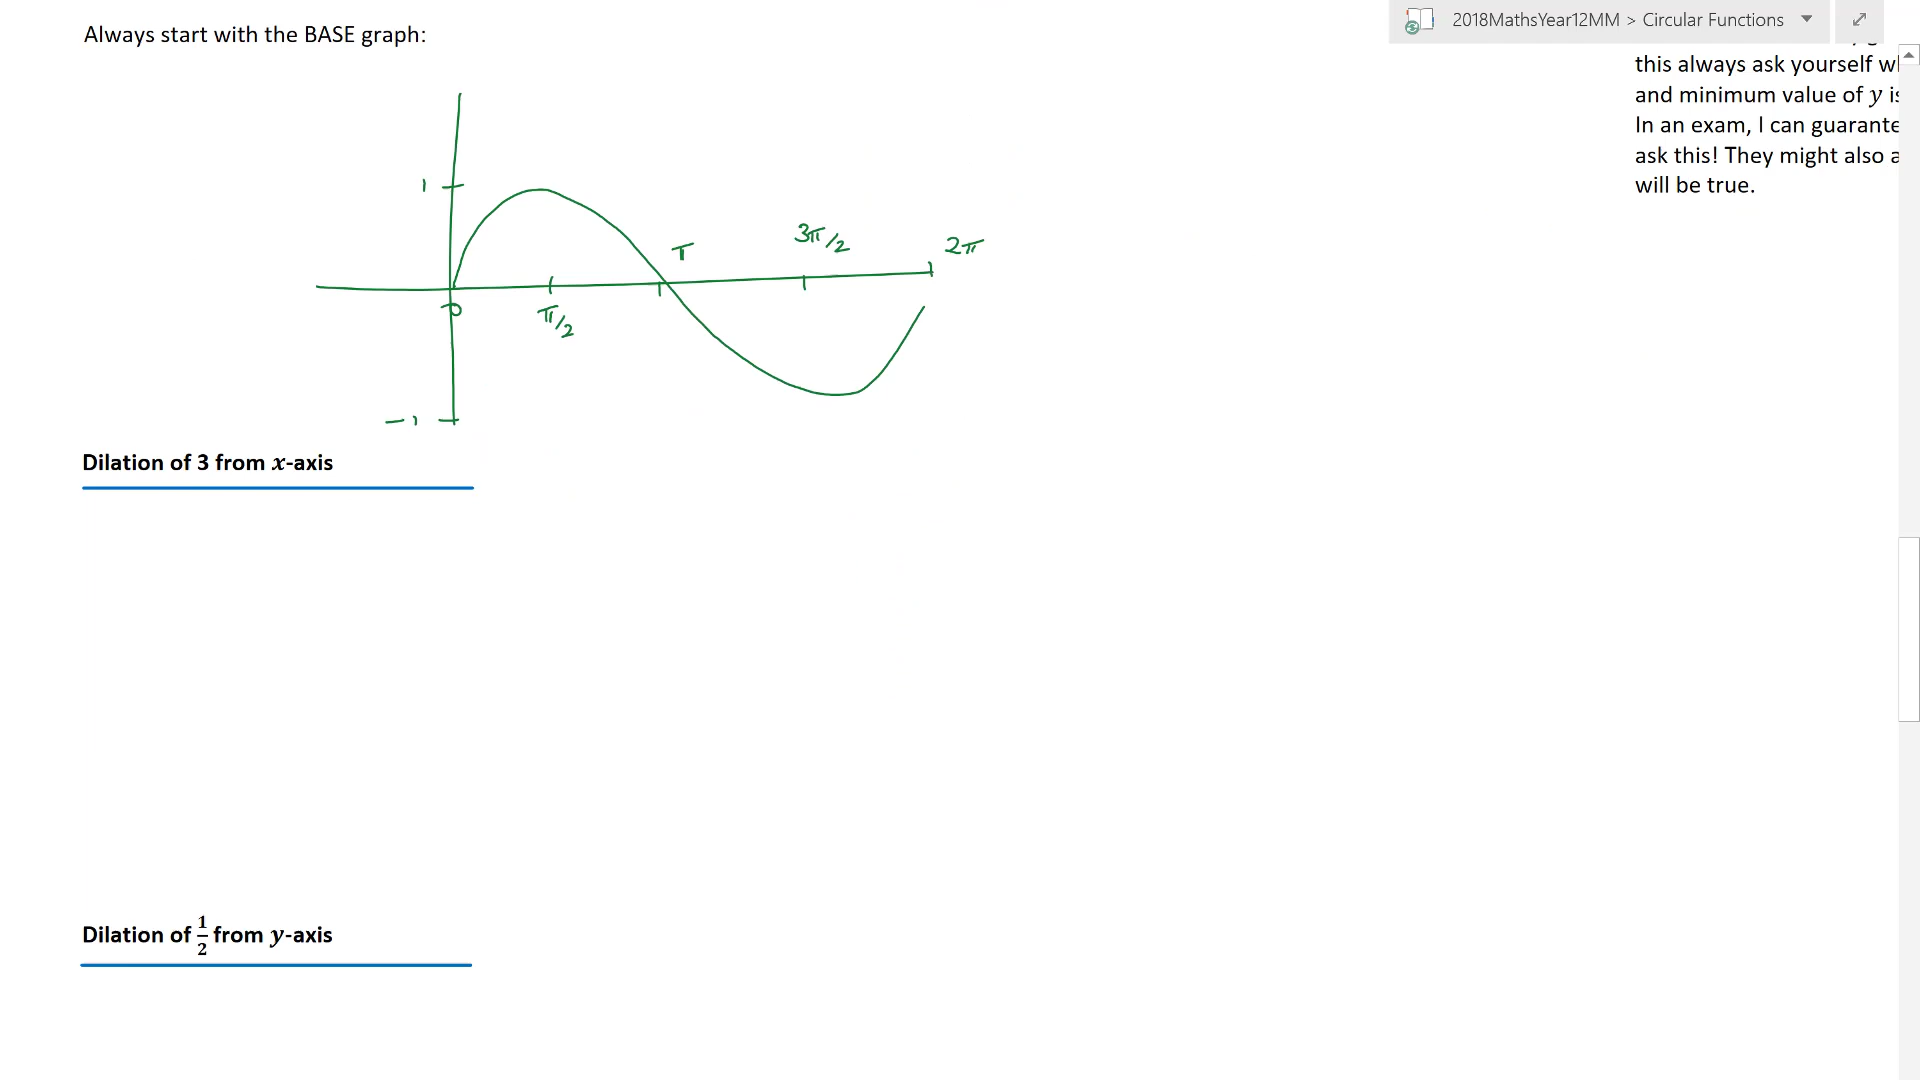 Always start with the BASE graph:
2018MathsYear12MM > Circular Functions
this always ask yourself
and minimum value of y is
In an exam, I can
ask this! They might also
will be true.
1
π
3π/2
2π
0
π/2
-1
Dilation of 3 from x-axis
Dilation of 1/2 from y-axis